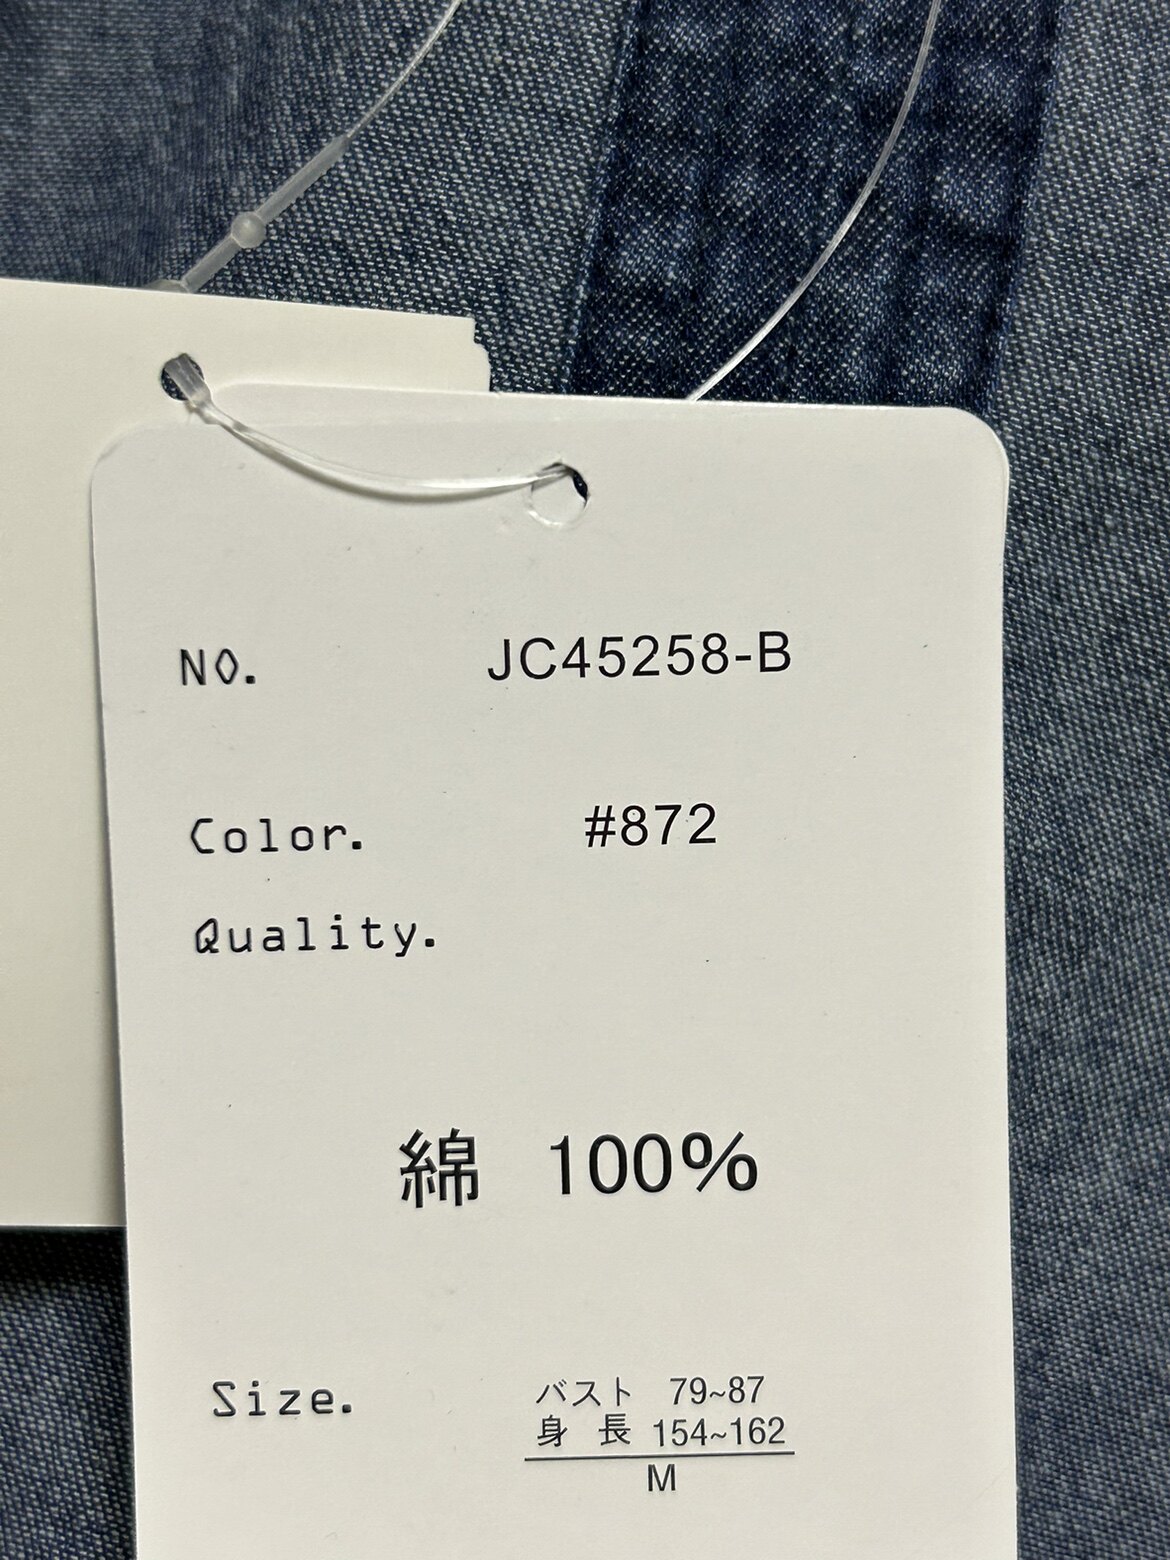 NO. JC45258-B
Color. #872
Quality.
綿 100%
Size. バスト 79~87
身 長 154~162
M